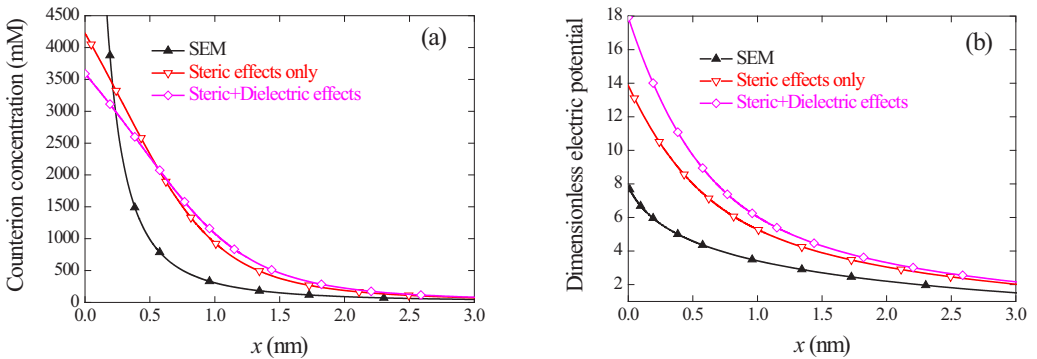 (a)
SEM
Steric effects only
Steric+Dielectric effects
Counterion concentration (mM)
4500
4000
3500
3000
2500
2000
1500
1000
500
0
0.0 0.5 1.0 1.5 2.0 2.5 3.0
x (nm)
(b)
SEM
Steric effects only
Steric+Dielectric effects
Dimensionless electric potential
18
16
14
12
10
8
6
4
2
0.0 0.5 1.0 1.5 2.0 2.5 3.0
x (nm)